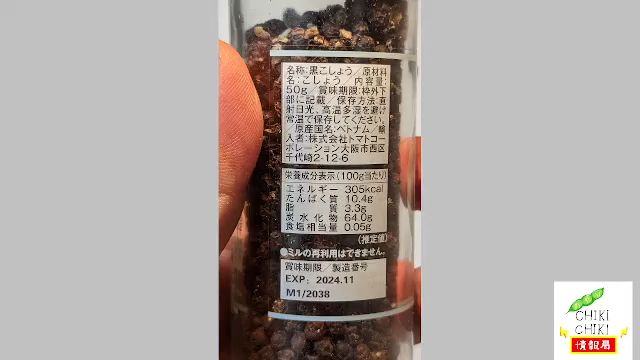 名称:黒こしょう/原材料
名:こしょう/内容量:
50g/賞味期限:枠外下
部に記載/保存方法:直
射日光、高温多湿を避け
常温で保存してください。
/原産国名:ベトナム/輸
入者:株式会社トマトコー
ポレーション大阪市西区
千代崎2-12-6
栄養成分表示(100g当たり)
エネルギー 305kcal
たんぱく質 10.4g
脂質 3.3g
炭水化物 64.0g
食塩相当量 0.05g
(推定値)
●ミルの再利用はできません。
賞味期限/製造番号
EXP: 2024.11
M1/2038
CHIKI
CHIKI
情報局